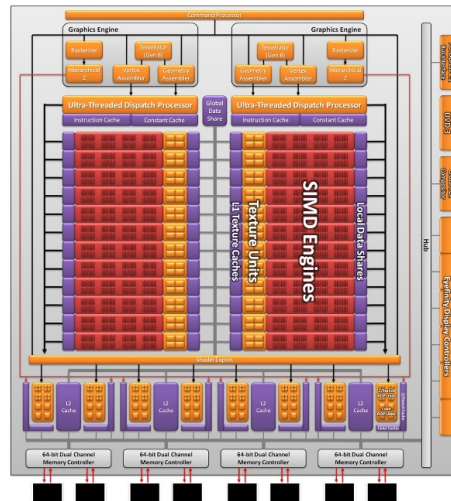 Command Processor
Graphics Engine
Rasterizer
Tessellator
(Gen 8)
Hierarchical
Z
Vertex
Assembler
Geometry
Assembler
Graphics Engine
Tessellator
(Gen 8)
Rasterizer
Geometry
Assembler
Vertex
Assembler
Hierarchical
Z
Ultra-Threaded Dispatch Processor
Instruction Cache
Constant Cache
Global
Data
Share
Ultra-Threaded Dispatch Processor
Instruction Cache
Constant Cache
L1 Texture Caches
Texture Units
SIMD Engines
Local Data Shares
Hub
UVD 3
Eyefinity Display Controllers
Shader Export
L2
Cache
L2
Cache
L2
Cache
L2
Cache
Color Cache
64-bit Dual Channel
Memory Controller
64-bit Dual Channel
Memory Controller
64-bit Dual Channel
Memory Controller
64-bit Dual Channel
Memory Controller